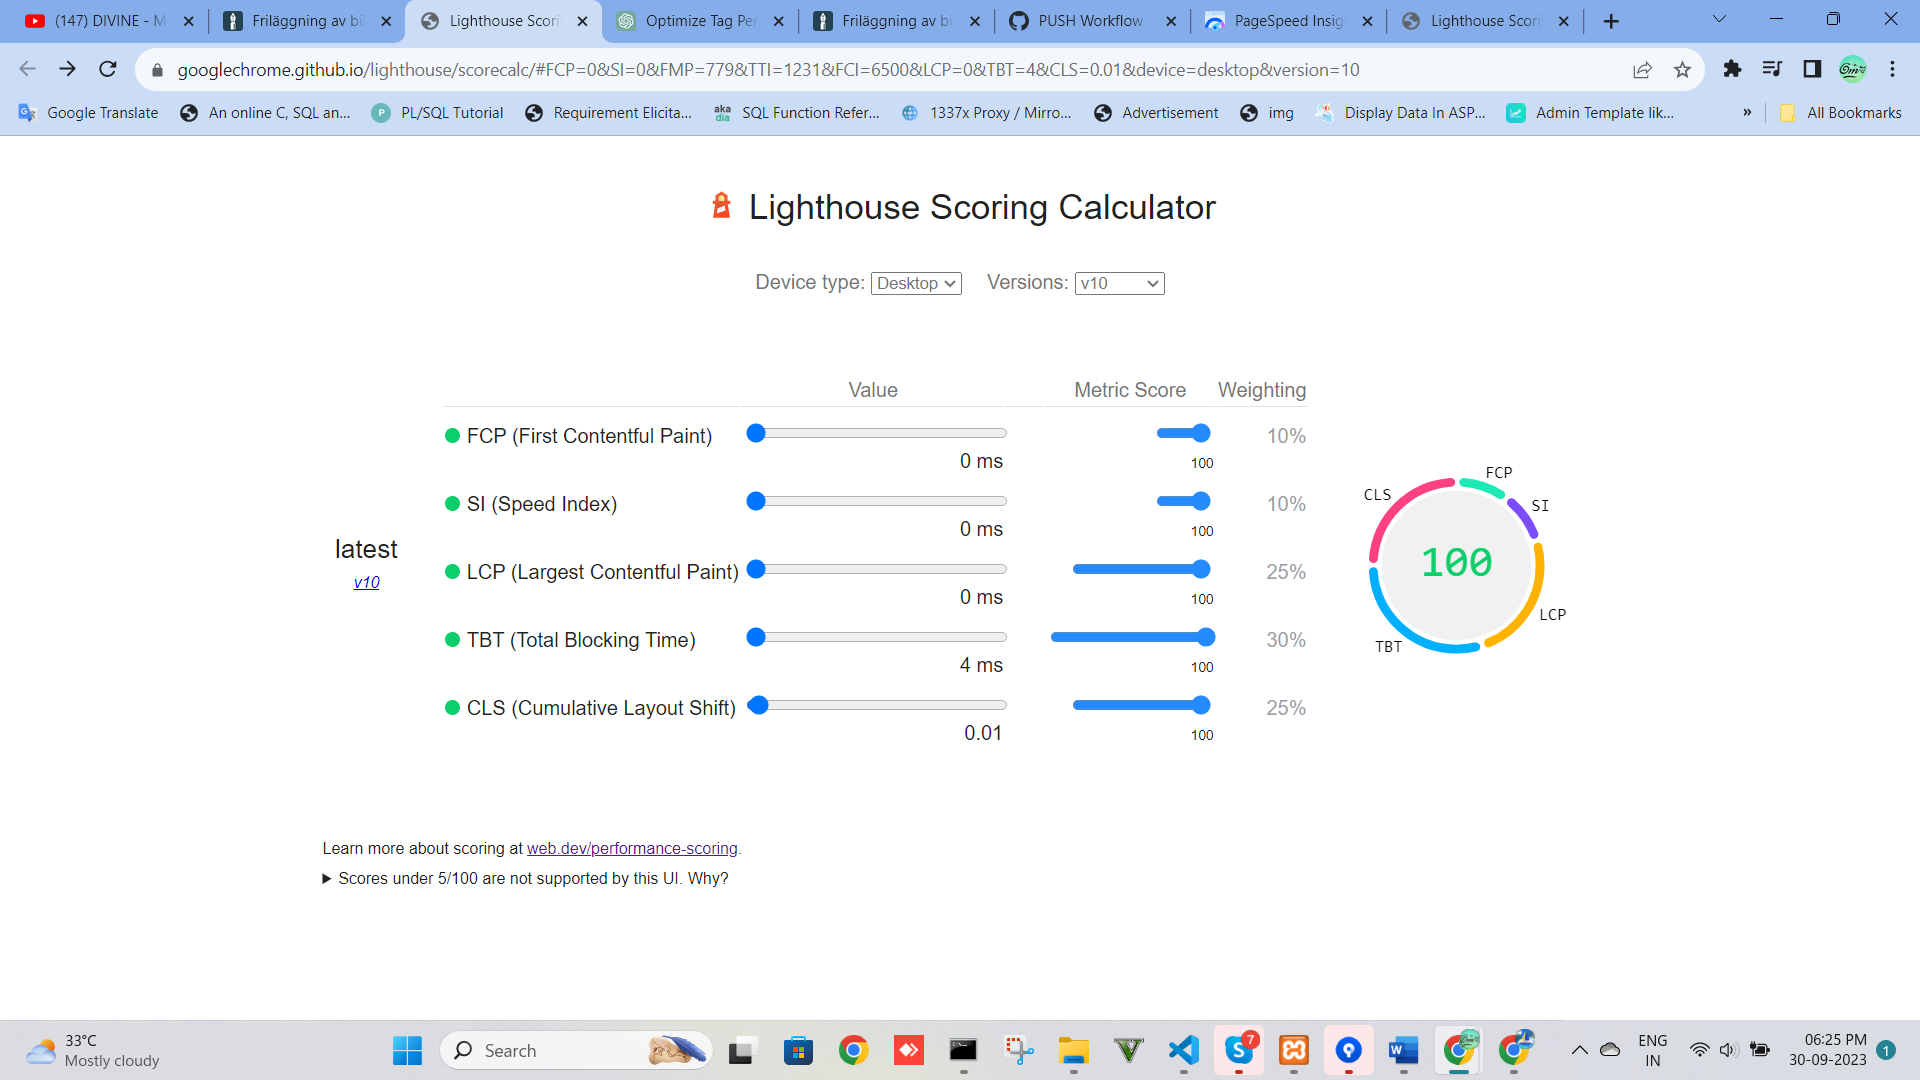 (147) DIVINE - M
Friläggning av bil
Lighthouse Scori
Optimize Tag Per
Friläggning av bil
PUSH Workflow
PageSpeed Insig
Lighthouse Scori
googlechrome.github.io/lighthouse/scorecalc/#FCP=0&SI=0&FMP=779&TTI=1231&FCI=6500&LCP=0&TBT=4&CLS=0.01&device=desktop&version=10
Google Translate
An online C, SQL an...
PL/SQL Tutorial
Requirement Elicita...
aka
dia
SQL Function Refer...
1337x Proxy / Mirro...
Advertisement
img
Display Data In ASP...
Admin Template lik...
»
All Bookmarks
Lighthouse Scoring Calculator
Device type: Desktop Versions: v10
Value Metric Score Weighting
FCP (First Contentful Paint) 10%
0 ms 100
SI (Speed Index) 10%
0 ms 100
latest
v10
LCP (Largest Contentful Paint) 25%
0 ms 100
TBT (Total Blocking Time) 30%
4 ms 100
CLS (Cumulative Layout Shift) 25%
0.01 100
FCP
SI
LCP
TBT
CLS
100
Learn more about scoring at web.dev/performance-scoring.
Scores under 5/100 are not supported by this UI. Why?
33°C
Mostly cloudy
Search
7
ENG
IN
06:25 PM
30-09-2023
1